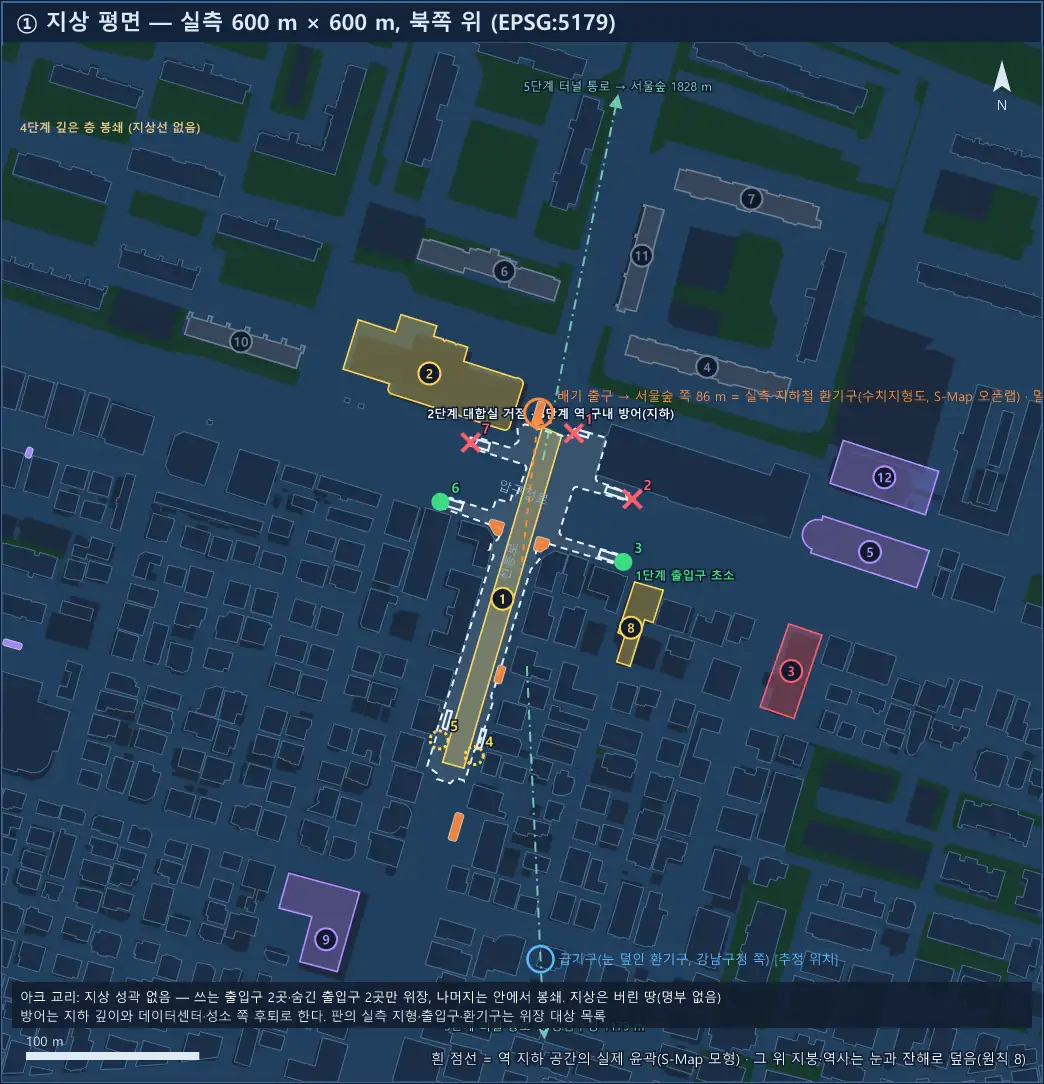 ① 지상 평면 — 실측 600 m × 600 m, 북쪽 위 (EPSG:5179)
5단계 터널 통로 → 서울숲 1828 m
N
4단계 깊은 층 봉쇄 (지상선 없음)
7
11
6
10
4
2
배기 출구 → 서울숲 쪽 86 m = 실측 지하철 환기구(수치지형도, S-Map 오픈랩) ·
2단계 대합실 거점
3단계 역 구내 방어(지하)
7
1
12
6
2
5
3
1단계 출입구 초소
1
8
3
5
4
9
급기구(눈 덮인 환기구, 강남구청 쪽) [추정 위치]
아크 교리: 지상 성곽 없음 — 쓰는 출입구 2곳·숨긴 출입구 2곳만 위장, 나머지는 안에서 봉쇄. 지상은 버린 땅(명부 없음)
방어는 지하 깊이와 데이터센터·성소 쪽 후퇴로 한다. 판의 실측 지형·출입구·환기구는 위장 대상 목록
100 m
흰 점선 = 역 지하 공간의 실제 윤곽(S-Map 모형) · 그 위 지붕·역사는 눈과 잔해로 덮음(원칙 8)